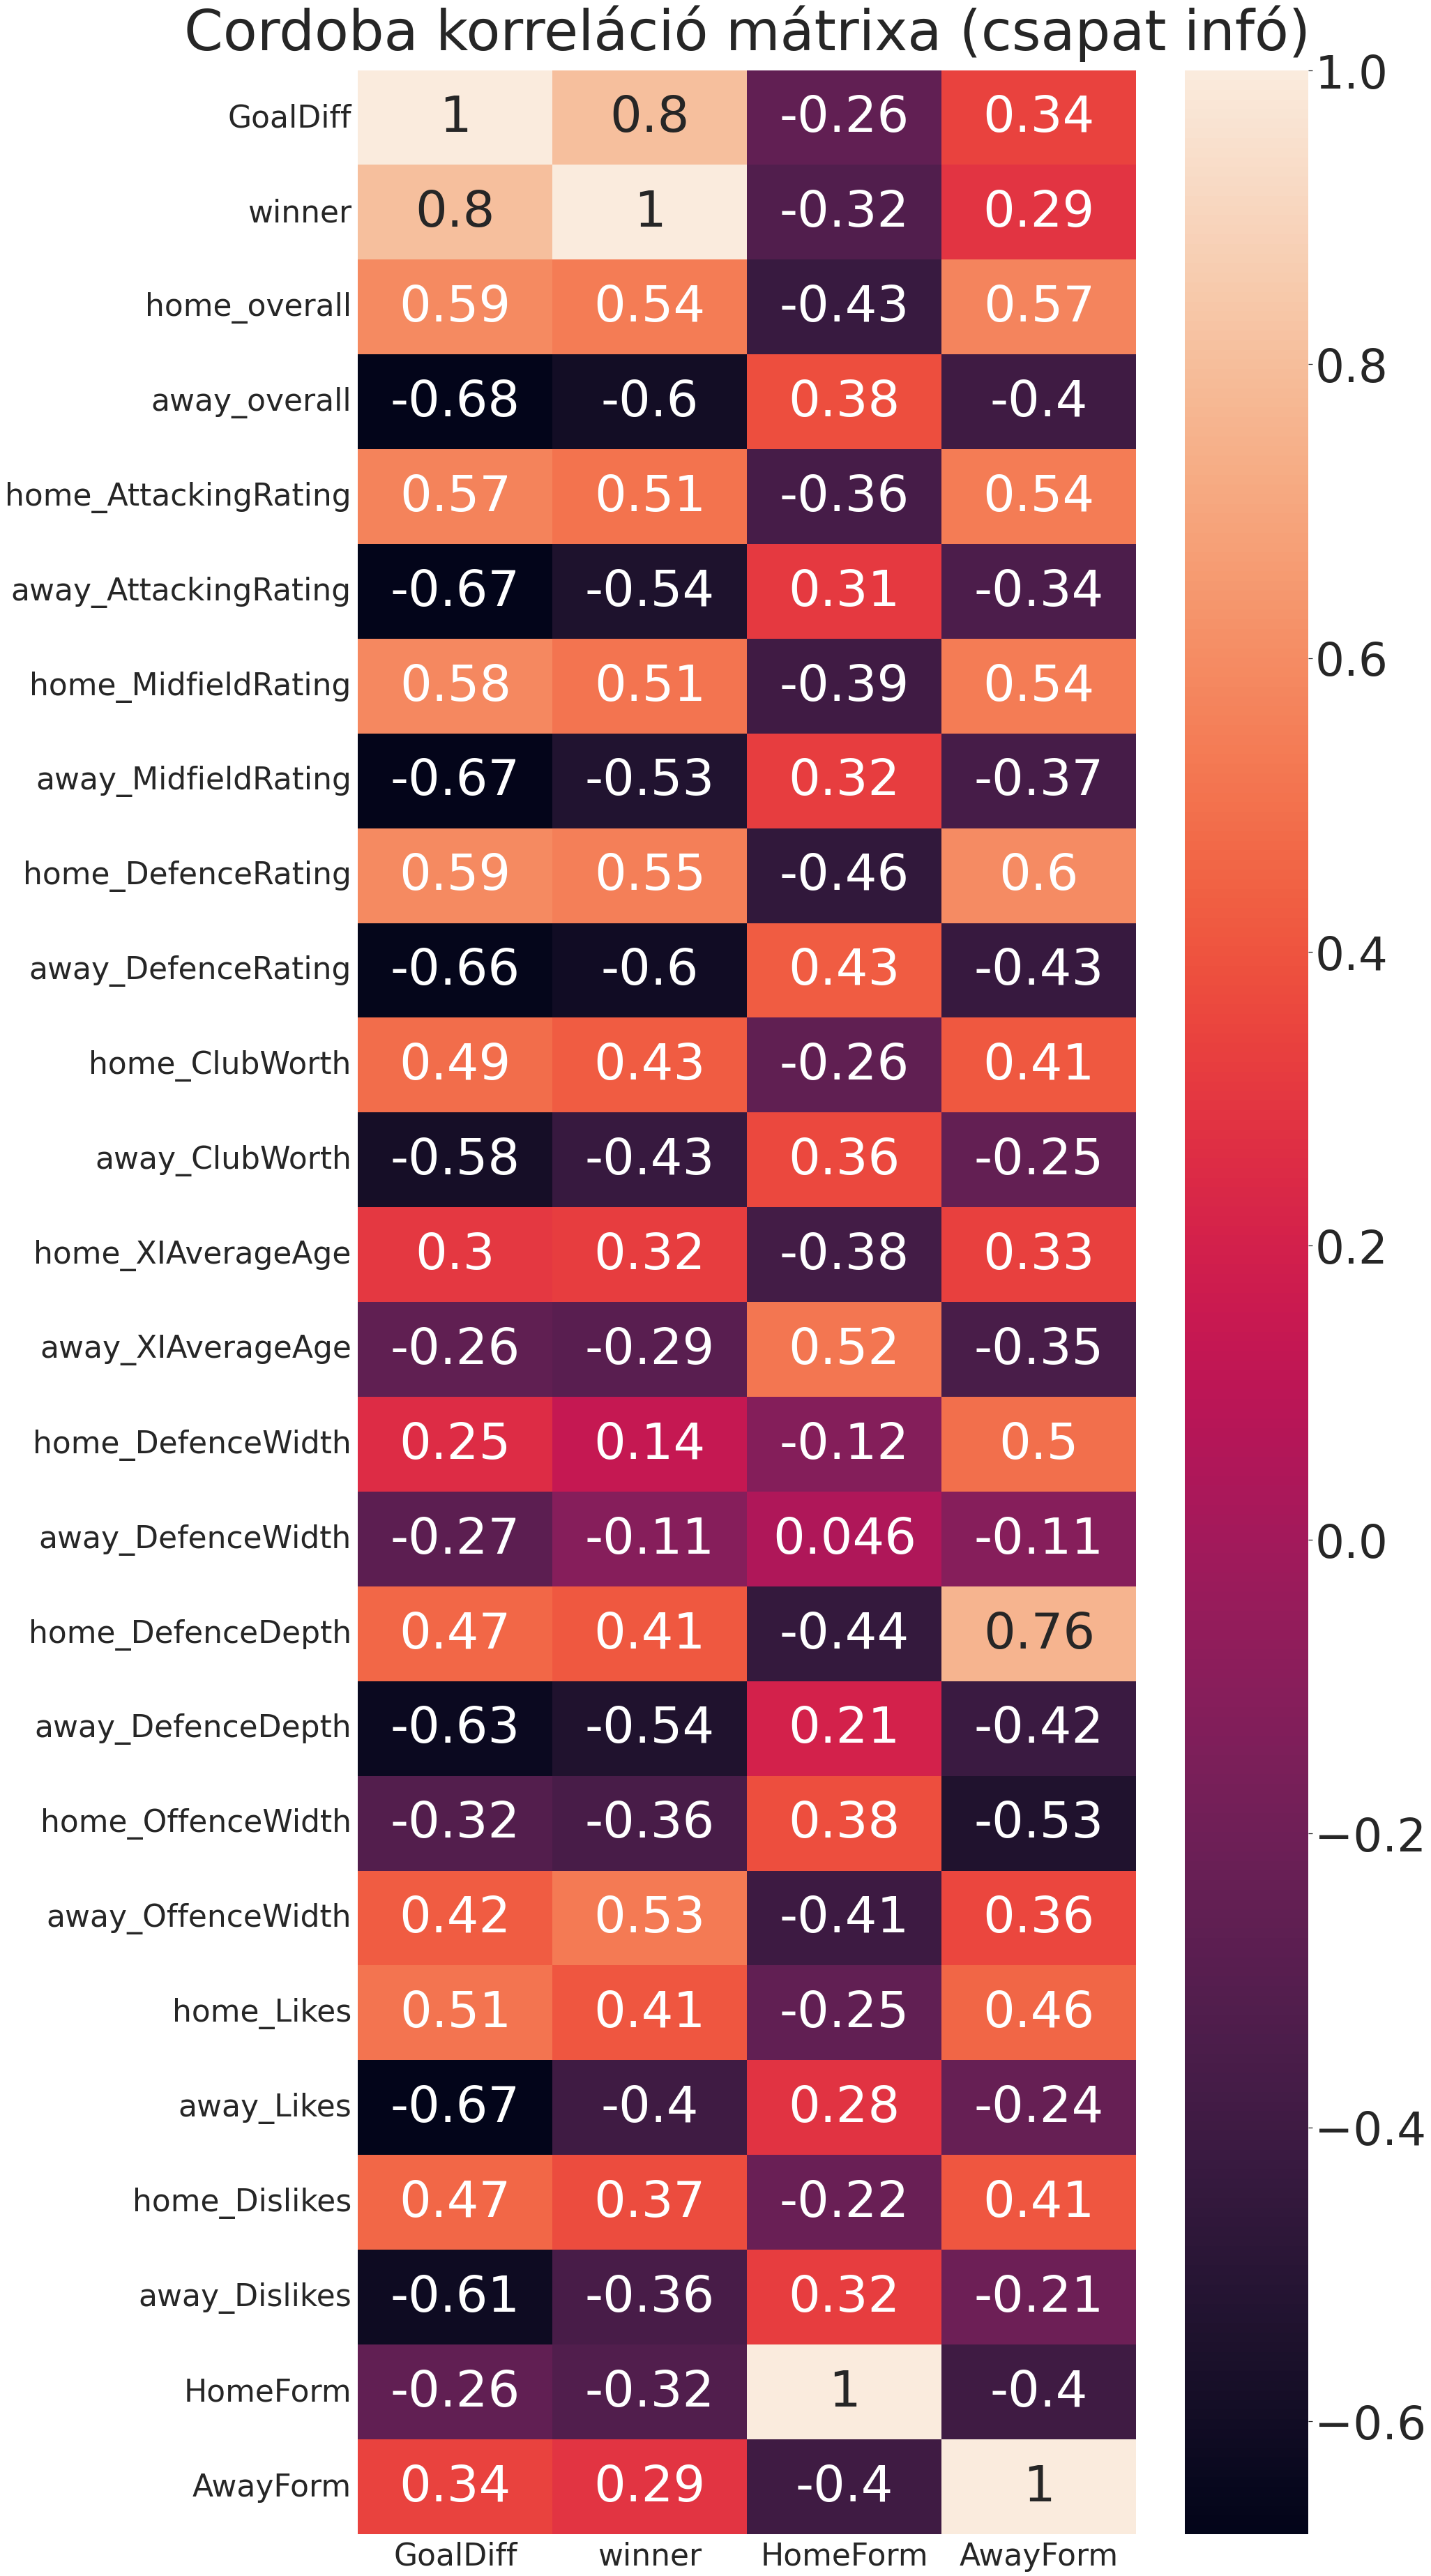 Cordoba korreláció mátrixa (csapat infó)
GoalDiff 1 0.8 -0.26 0.34
winner 0.8 1 -0.32 0.29
home_overall 0.59 0.54 -0.43 0.57
away_overall -0.68 -0.6 0.38 -0.4
home_AttackingRating 0.57 0.51 -0.36 0.54
away_AttackingRating -0.67 -0.54 0.31 -0.34
home_MidfieldRating 0.58 0.51 -0.39 0.54
away_MidfieldRating -0.67 -0.53 0.32 -0.37
home_DefenceRating 0.59 0.55 -0.46 0.6
away_DefenceRating -0.66 -0.6 0.43 -0.43
home_ClubWorth 0.49 0.43 -0.26 0.41
away_ClubWorth -0.58 -0.43 0.36 -0.25
home_XIAverageAge 0.3 0.32 -0.38 0.33
away_XIAverageAge -0.26 -0.29 0.52 -0.35
home_DefenceWidth 0.25 0.14 -0.12 0.5
away_DefenceWidth -0.27 -0.11 0.046 -0.11
home_DefenceDepth 0.47 0.41 -0.44 0.76
away_DefenceDepth -0.63 -0.54 0.21 -0.42
home_OffenceWidth -0.32 -0.36 0.38 -0.53
away_OffenceWidth 0.42 0.53 -0.41 0.36
home_Likes 0.51 0.41 -0.25 0.46
away_Likes -0.67 -0.4 0.28 -0.24
home_Dislikes 0.47 0.37 -0.22 0.41
away_Dislikes -0.61 -0.36 0.32 -0.21
HomeForm -0.26 -0.32 1 -0.4
AwayForm 0.34 0.29 -0.4 1
GoalDiff winner HomeForm AwayForm
1.0
0.8
0.6
0.4
0.2
0.0
−0.2
−0.4
−0.6